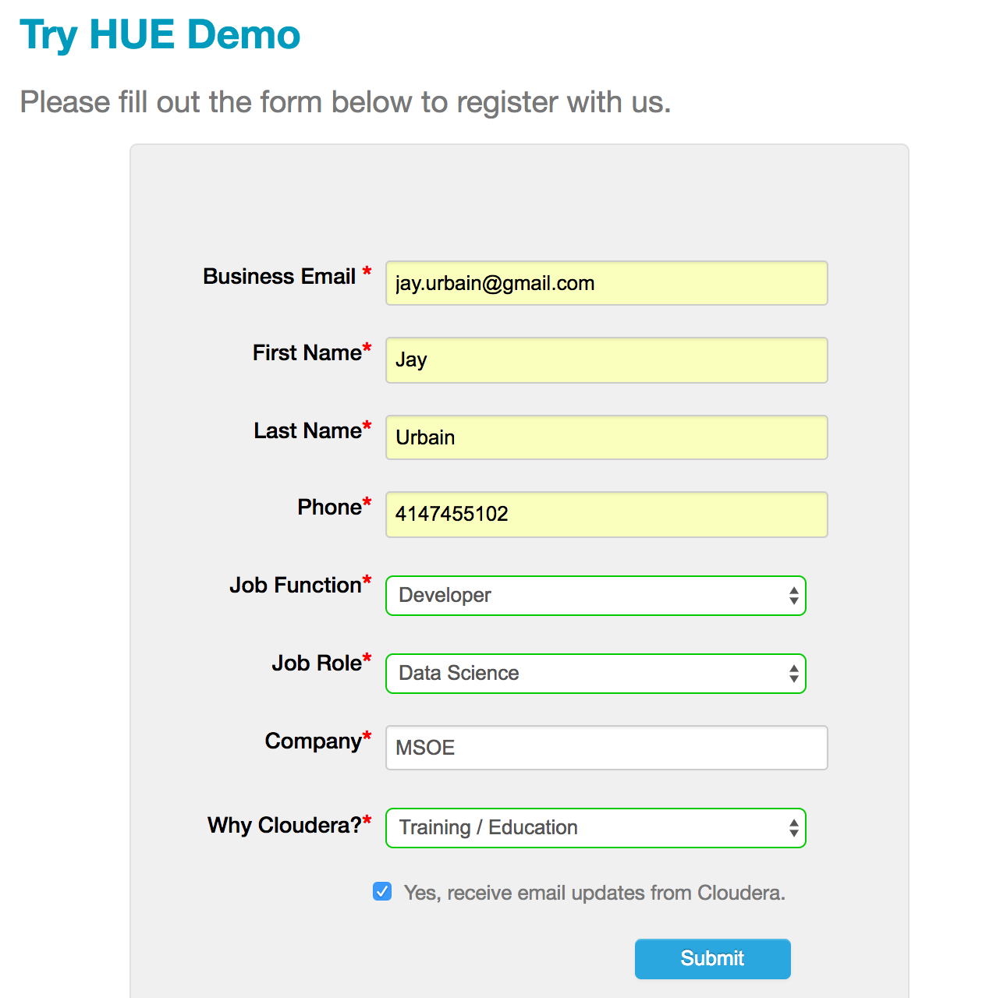 Try HUE Demo
Please fill out the form below to register with us.
Business Email * jay.urbain@gmail.com
First Name* Jay
Last Name* Urbain
Phone* 4147455102
Job Function* Developer
Job Role* Data Science
Company* MSOE
Why Cloudera?* Training / Education
Yes, receive email updates from Cloudera.
Submit